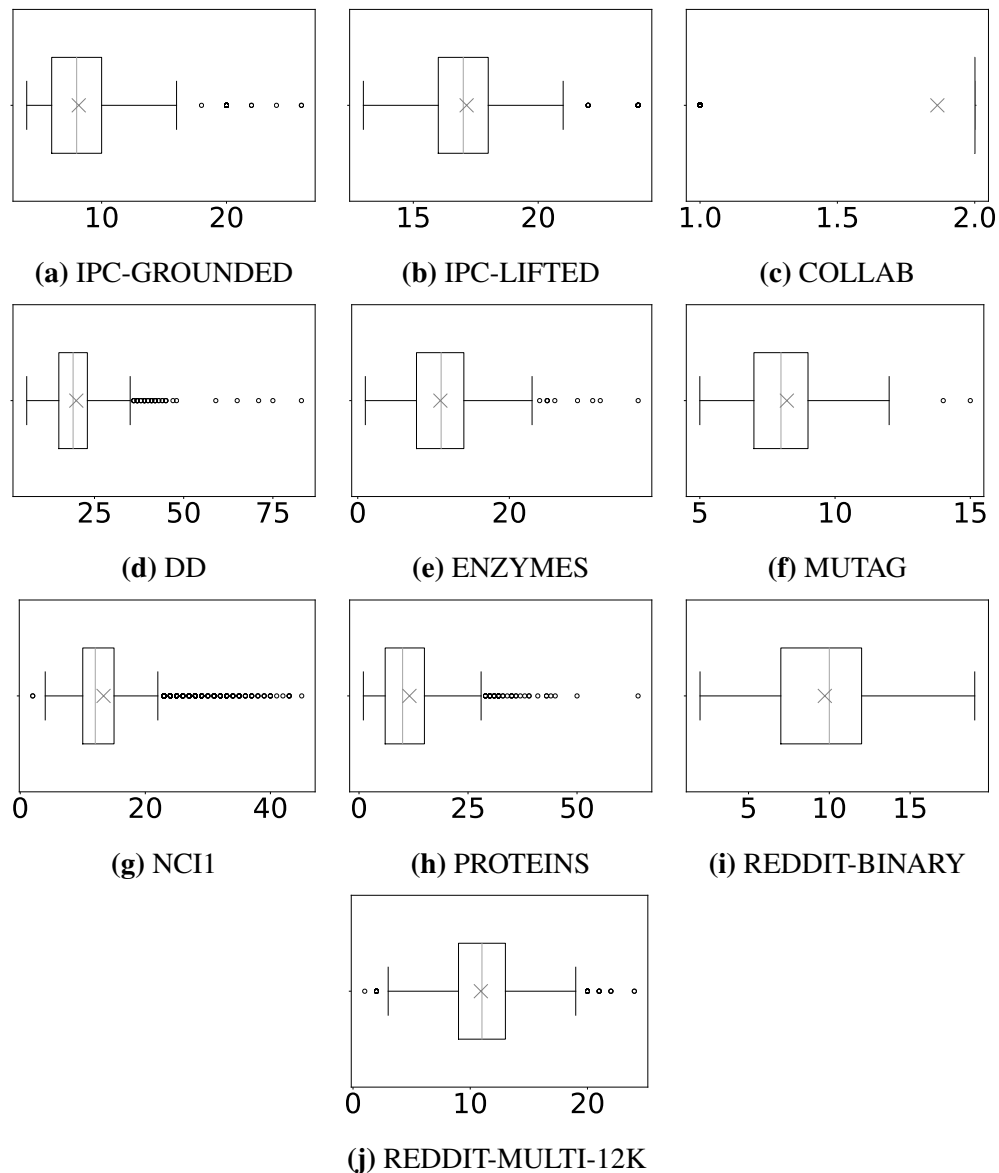 10 20
15 20
1.0 1.5 2.0
(a) IPC-GROUNDED
(b) IPC-LIFTED
(c) COLLAB
25 50 75
0 20
5 10 15
(d) DD
(e) ENZYMES
(f) MUTAG
0 20 40
0 25 50
5 10 15
(g) NCI1
(h) PROTEINS
(i) REDDIT-BINARY
0 10 20
(j) REDDIT-MULTI-12K